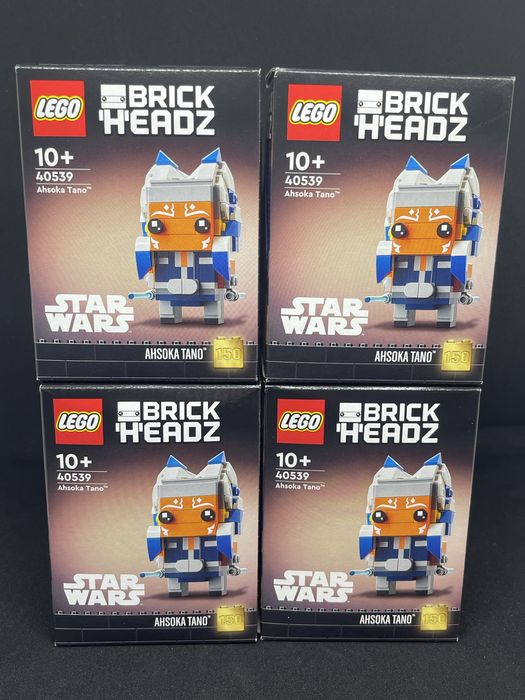 LEGO
BRICK
HEADZ
10+
40539
Ahsoka Tano™
STAR
WARS
AHSOKA TANO™
150
LEGO
BRICK
HEADZ
10+
40539
Ahsoka Tano™
STAR
WARS
AHSOKA TANO™
150
LEGO
BRICK
HEADZ
10+
40539
Ahsoka Tano™
STAR
WARS
AHSOKA TANO™
150
LEGO
BRICK
HEADZ
10+
40539
Ahsoka Tano™
STAR
WARS
AHSOKA TANO™
150